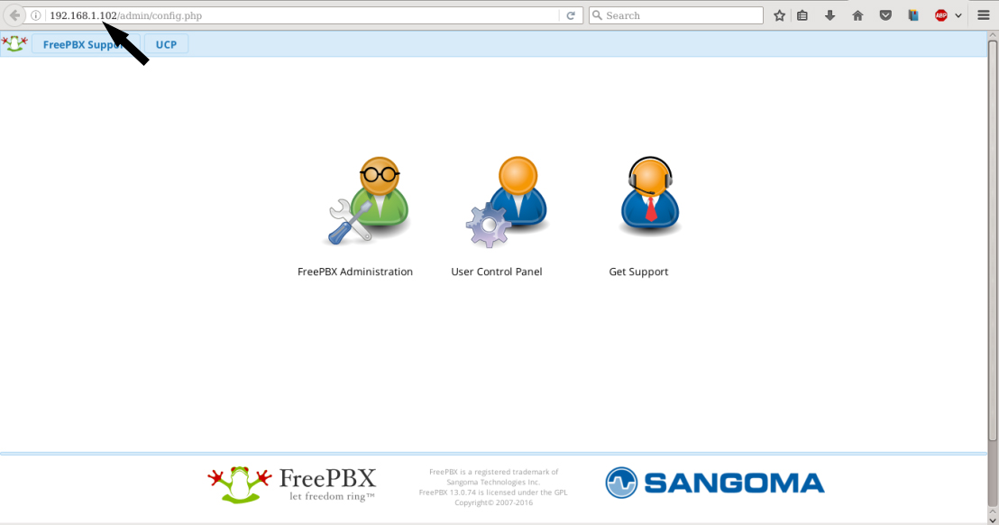 192.168.1.102/admin/config.php
Search
ABP
FreePBX Suppo
UCP
FreePBX Administration
User Control Panel
Get Support
FreePBX
let freedom ring™
FreePBX is a registered trademark of
Sangoma Technologies Inc.
FreePBX 13.0.74 is licensed under the GPL
Copyright© 2007-2016
SANGOMA